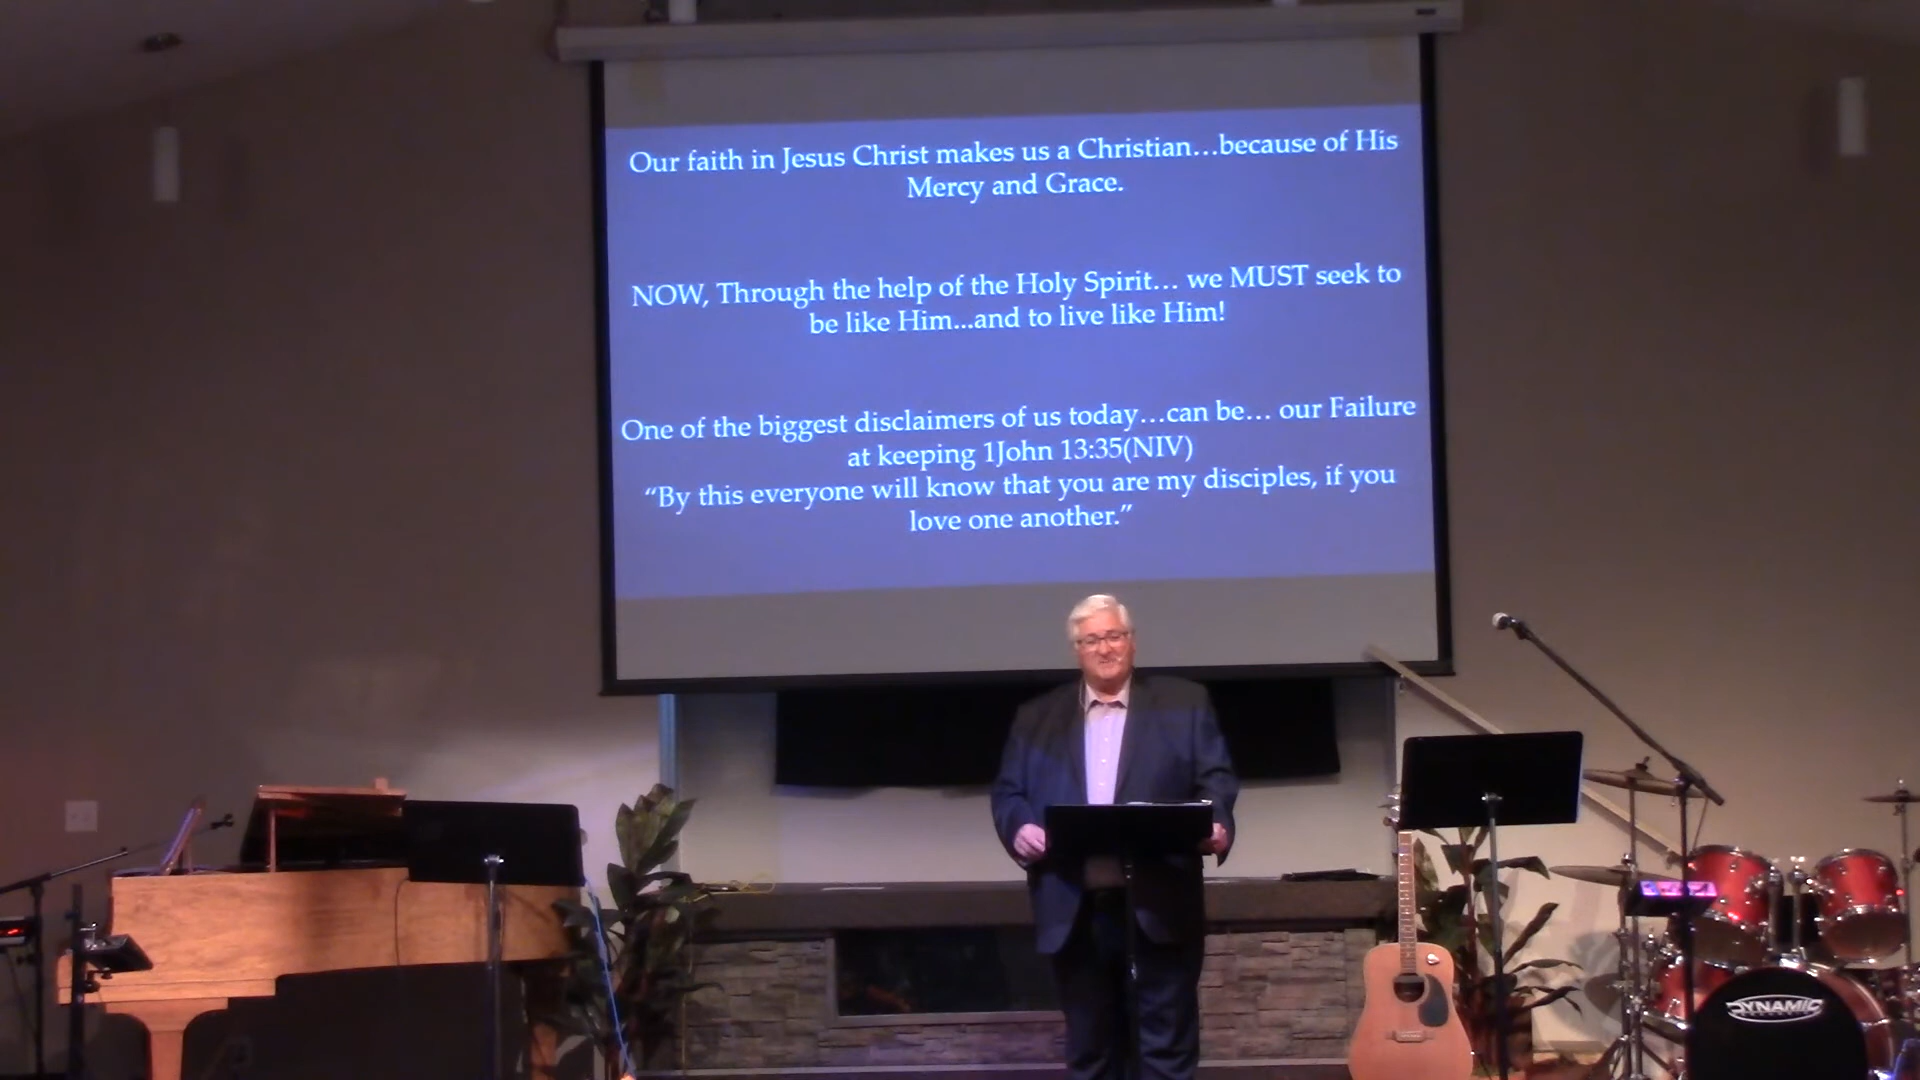 Our faith in Jesus Christ makes us a Christian…because of His
Mercy and Grace.
NOW, Through the help of the Holy Spirit… we MUST seek to
be like Him...and to live like Him!
One of the biggest disclaimers of us today…can be… our Failure
at keeping 1John 13:35(NIV)
“By this everyone will know that you are my disciples, if you
love one another.”
DYNAMIC